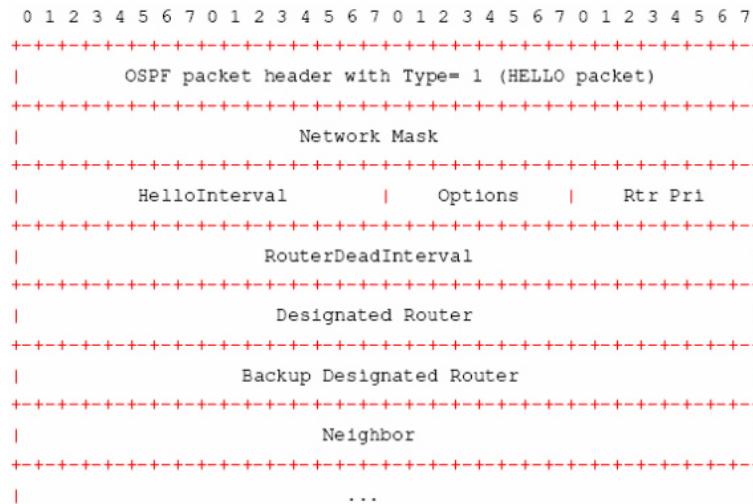 0 1 2 3 4 5 6 7 0 1 2 3 4 5 6 7 0 1 2 3 4 5 6 7 0 1 2 3 4 5 6 7
+-+-+-+-+-+-+-+-+-+-+-+-+-+-+-+-+-+-+-+-+-+-+-+-+-+-+-+-+-+-+-+-
| OSPF packet header with Type= 1 (HELLO packet)
+-+-+-+-+-+-+-+-+-+-+-+-+-+-+-+-+-+-+-+-+-+-+-+-+-+-+-+-+-+-+-+-
| Network Mask
+-+-+-+-+-+-+-+-+-+-+-+-+-+-+-+-+-+-+-+-+-+-+-+-+-+-+-+-+-+-+-+-
| HelloInterval | Options | Rtr Pri
+-+-+-+-+-+-+-+-+-+-+-+-+-+-+-+-+-+-+-+-+-+-+-+-+-+-+-+-+-+-+-+-
| RouterDeadInterval
+-+-+-+-+-+-+-+-+-+-+-+-+-+-+-+-+-+-+-+-+-+-+-+-+-+-+-+-+-+-+-+-
| Designated Router
+-+-+-+-+-+-+-+-+-+-+-+-+-+-+-+-+-+-+-+-+-+-+-+-+-+-+-+-+-+-+-+-
| Backup Designated Router
+-+-+-+-+-+-+-+-+-+-+-+-+-+-+-+-+-+-+-+-+-+-+-+-+-+-+-+-+-+-+-+-
| Neighbor
+-+-+-+-+-+-+-+-+-+-+-+-+-+-+-+-+-+-+-+-+-+-+-+-+-+-+-+-+-+-+-+-
| ...